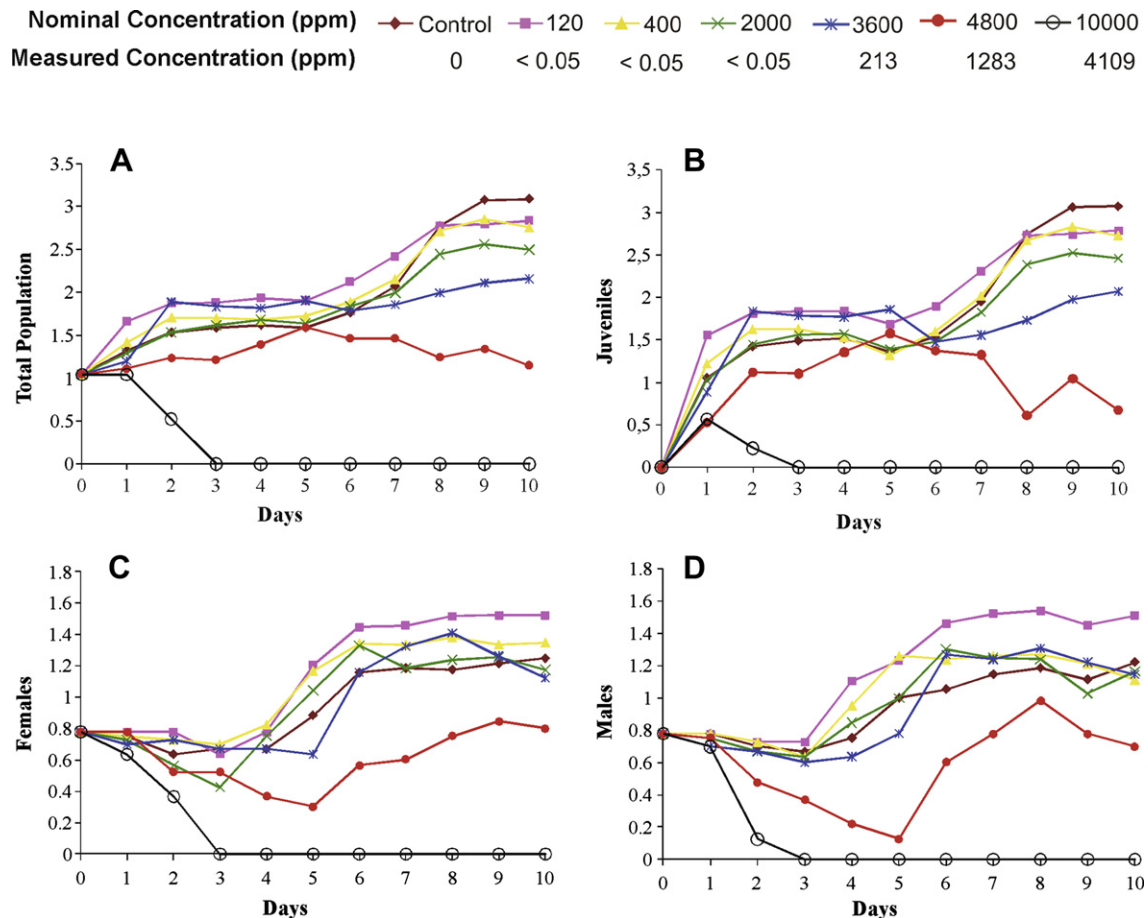 Nominal Concentration (ppm) Control 120 400 2000 3600 4800 10000
Measured Concentration (ppm) 0 < 0.05 < 0.05 < 0.05 213 1283 4109
A
Total Population
3.5
3
2.5
2
1.5
1
0.5
0
0 1 2 3 4 5 6 7 8 9 10
Days
B
Juveniles
3,5
3
2,5
2
1,5
1
0,5
0
0 1 2 3 4 5 6 7 8 9 10
Days
C
Females
1.8
1.6
1.4
1.2
1
0.8
0.6
0.4
0.2
0
0 1 2 3 4 5 6 7 8 9 10
Days
D
Males
1.8
1.6
1.4
1.2
1
0.8
0.6
0.4
0.2
0
0 1 2 3 4 5 6 7 8 9 10
Days